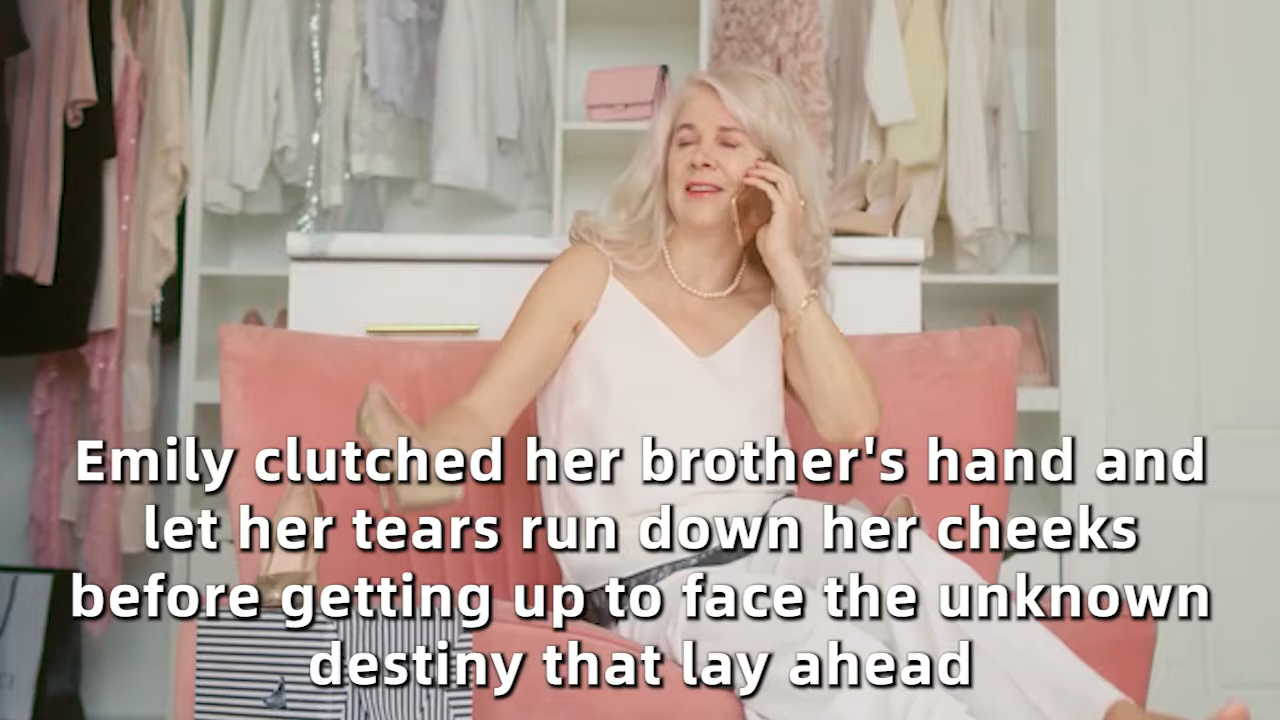 Emily clutched her brother's hand and
let her tears run down her cheeks
before getting up to face the unknown
destiny that lay ahead